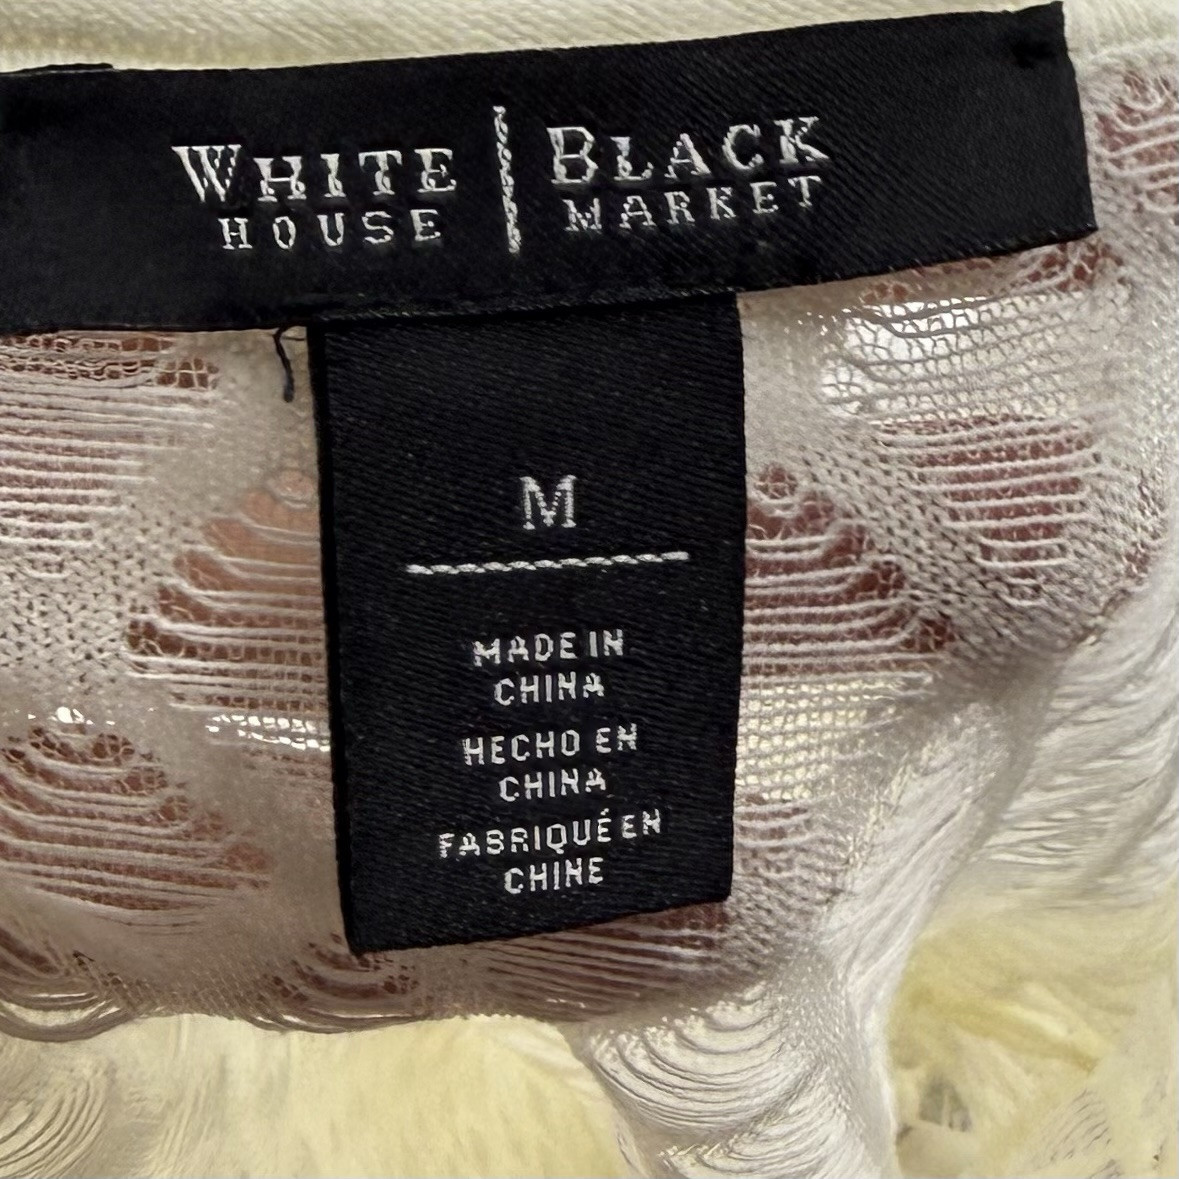 WHITE | BLACK
HOUSE | MARKET
M
MADE IN
CHINA
HECHO EN
CHINA
FABRIQUÉ EN
CHINE